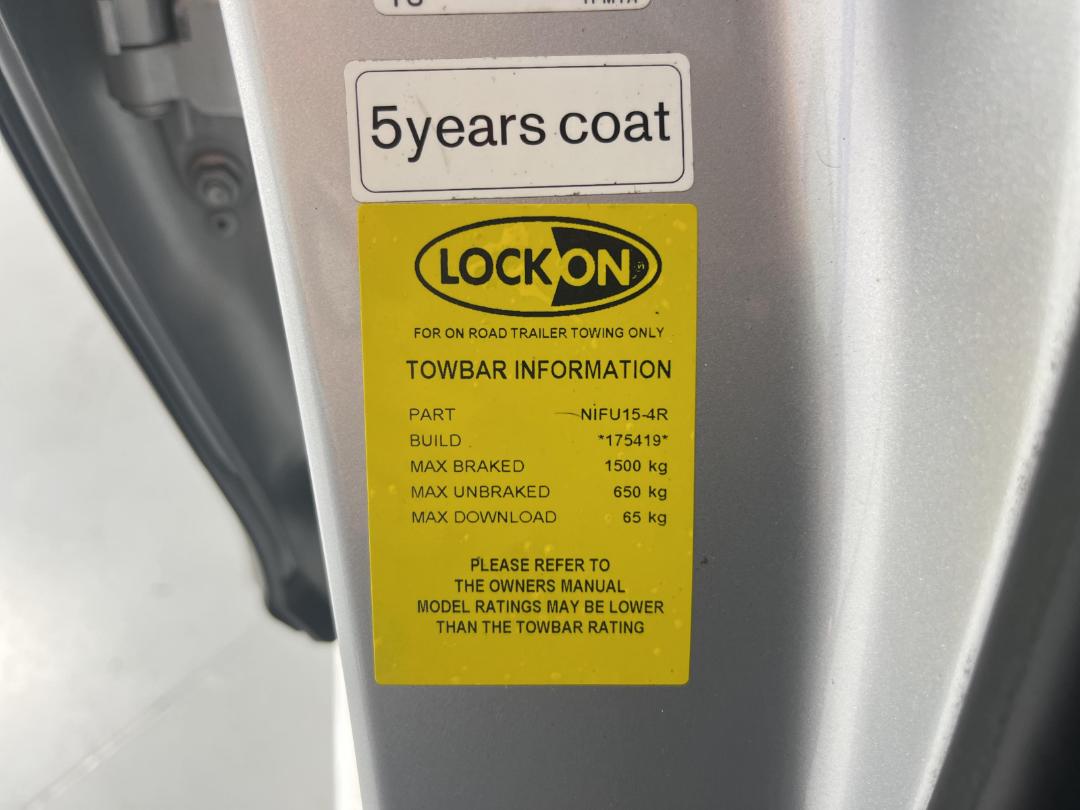 5years coat
LOCKON
FOR ON ROAD TRAILER TOWING ONLY
TOWBAR INFORMATION
PART NIFU15-4R
BUILD *175419*
MAX BRAKED 1500 kg
MAX UNBRAKED 650 kg
MAX DOWNLOAD 65 kg
PLEASE REFER TO
THE OWNERS MANUAL
MODEL RATINGS MAY BE LOWER
THAN THE TOWBAR RATING